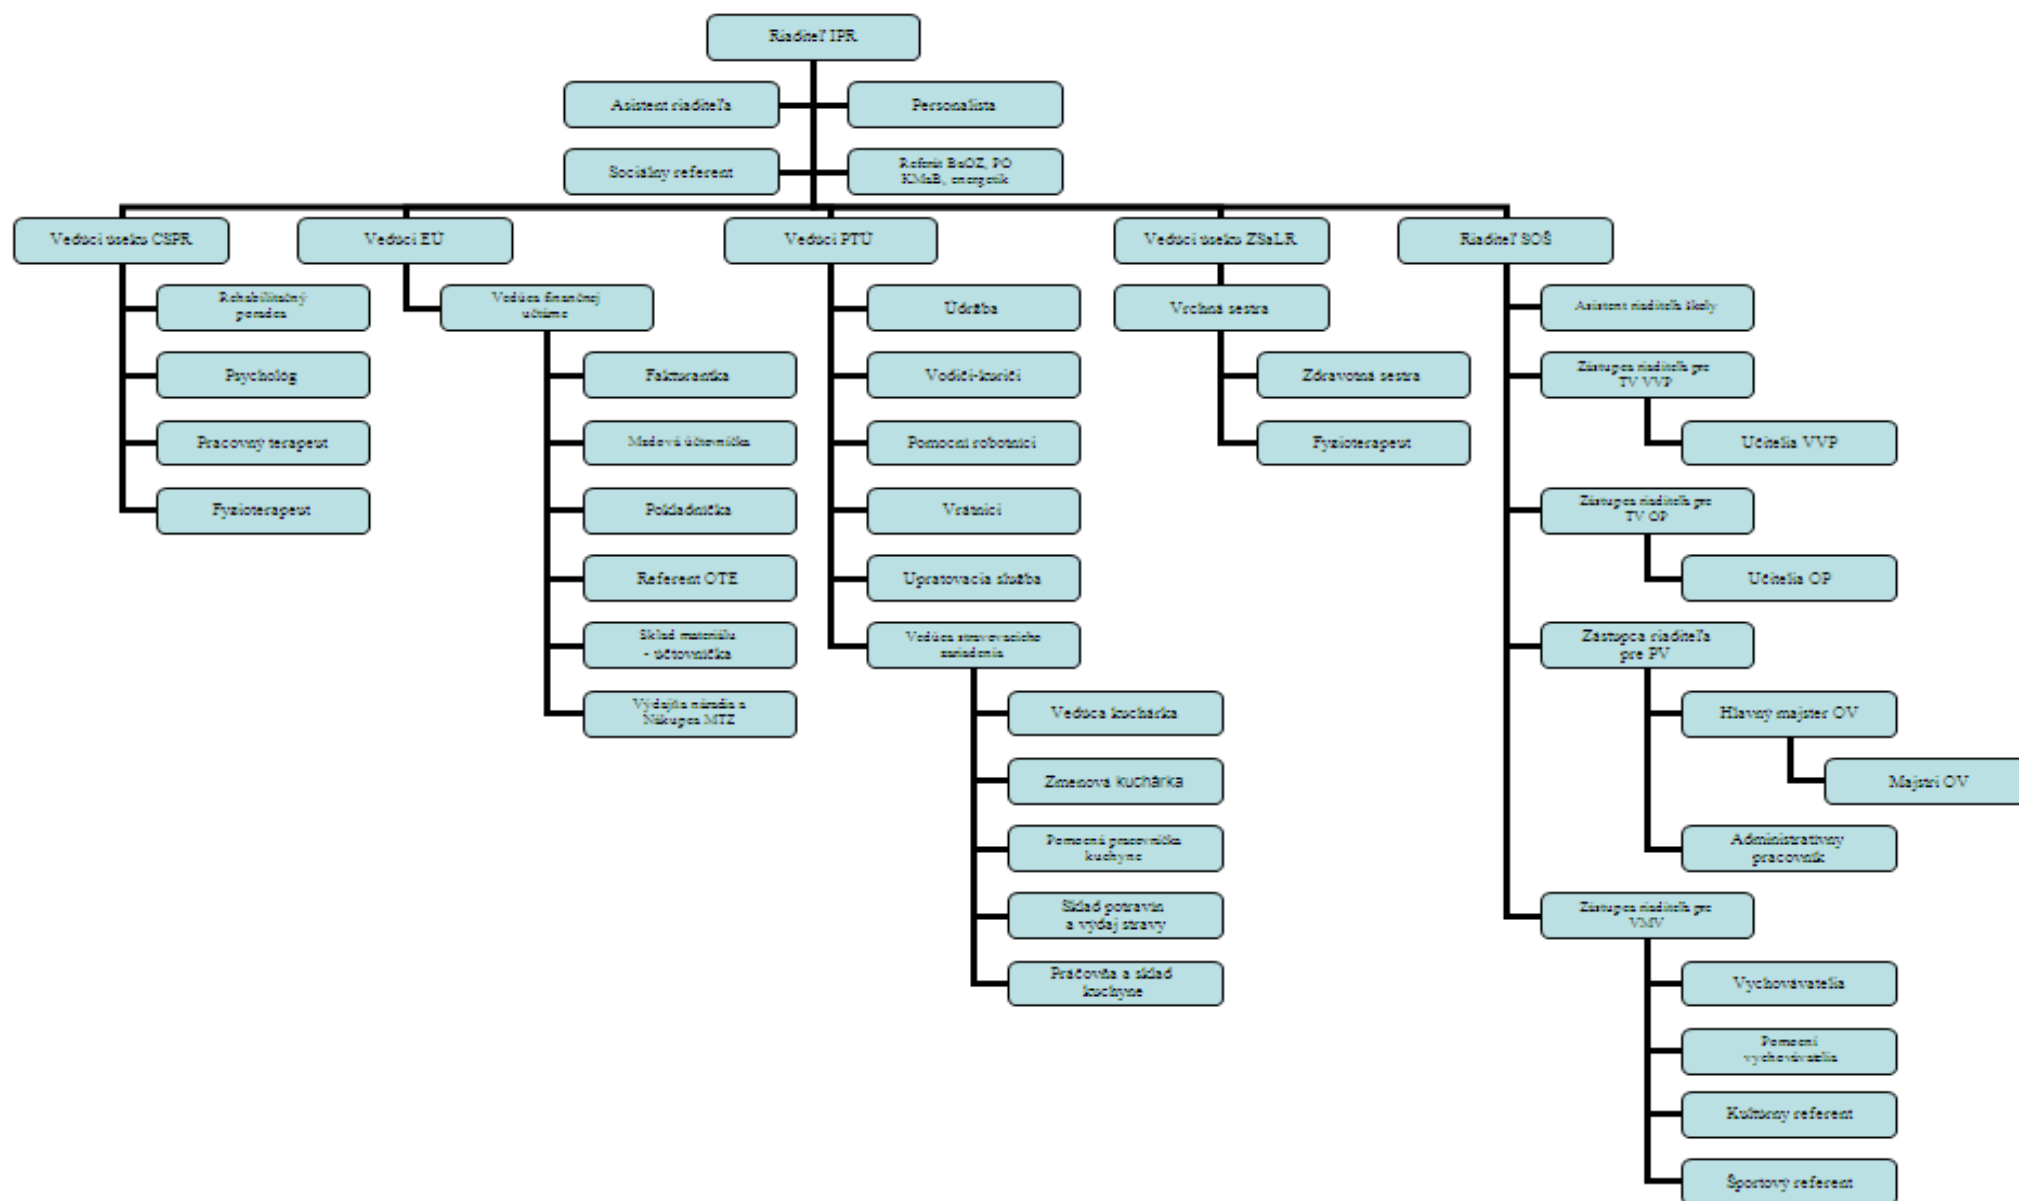 Riaditeľ IPR
Asistent riaditeľa
Personalista
Sociálny referent
Referát BaOZ, PO
KMaB, energetik
Vedúci úseku CSPR
Vedúci EÚ
Vedúci PTÚ
Vedúci úseku ZSaLR
Riaditeľ SOŠ
Rehabilitačný
poradca
Psychológ
Pracovný terapeut
Fyzioterapeut
Vedúca finančnej
učtárne
Fakturantka
Mzdová účtovníčka
Pokladníčka
Referent OTE
Sklad materiálu
- účtovníčka
Výdajňa náradia a
Nákupca MTZ
Údržba
Vodiči-kuriči
Pomocní robotníci
Vrátnici
Upratovacia služba
Vedúca stravovacieho
zariadenia
Vedúca kuchárka
Zmenová kuchárka
Pomocná pracovníčka
kuchyne
Sklad potravín
a výdaj stravy
Práčovňa a sklad
kuchyne
Vrchná sestra
Zdravotná sestra
Fyzioterapeut
Asistent riaditeľa školy
Zástupca riaditeľa pre
TV VVP
Učitelia VVP
Zástupca riaditeľa pre
TV OP
Učitelia OP
Zástupca riaditeľa
pre PV
Hlavný majster OV
Majstri OV
Administratívny
pracovník
Zástupca riaditeľa pre
VMV
Vychovávatelia
Pomocní
vychovávatelia
Kultúrny referent
Športový referent